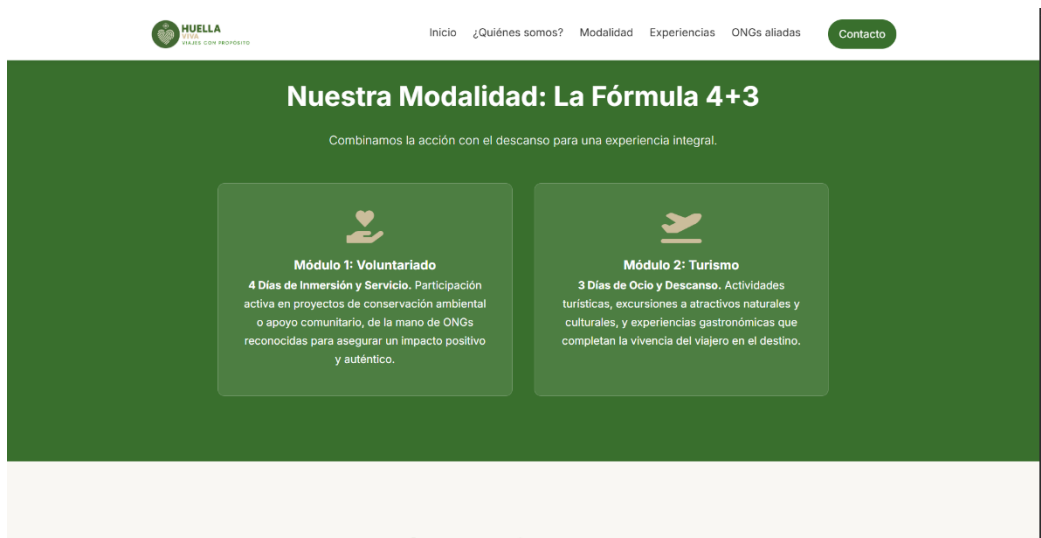 HUELLA
VIVA
VIAJES CON PROPÓSITO
Inicio ¿Quiénes somos? Modalidad Experiencias ONGs aliadas Contacto
Nuestra Modalidad: La Fórmula 4+3
Combinamos la acción con el descanso para una experiencia integral.
Módulo 1: Voluntariado
4 Días de Inmersión y Servicio. Participación
activa en proyectos de conservación ambiental
o apoyo comunitario, de la mano de ONGs
reconocidas para asegurar un impacto positivo
y auténtico.
Módulo 2: Turismo
3 Días de Ocio y Descanso. Actividades
turísticas, excursiones a atractivos naturales y
culturales, y experiencias gastronómicas que
completan la vivencia del viajero en el destino.